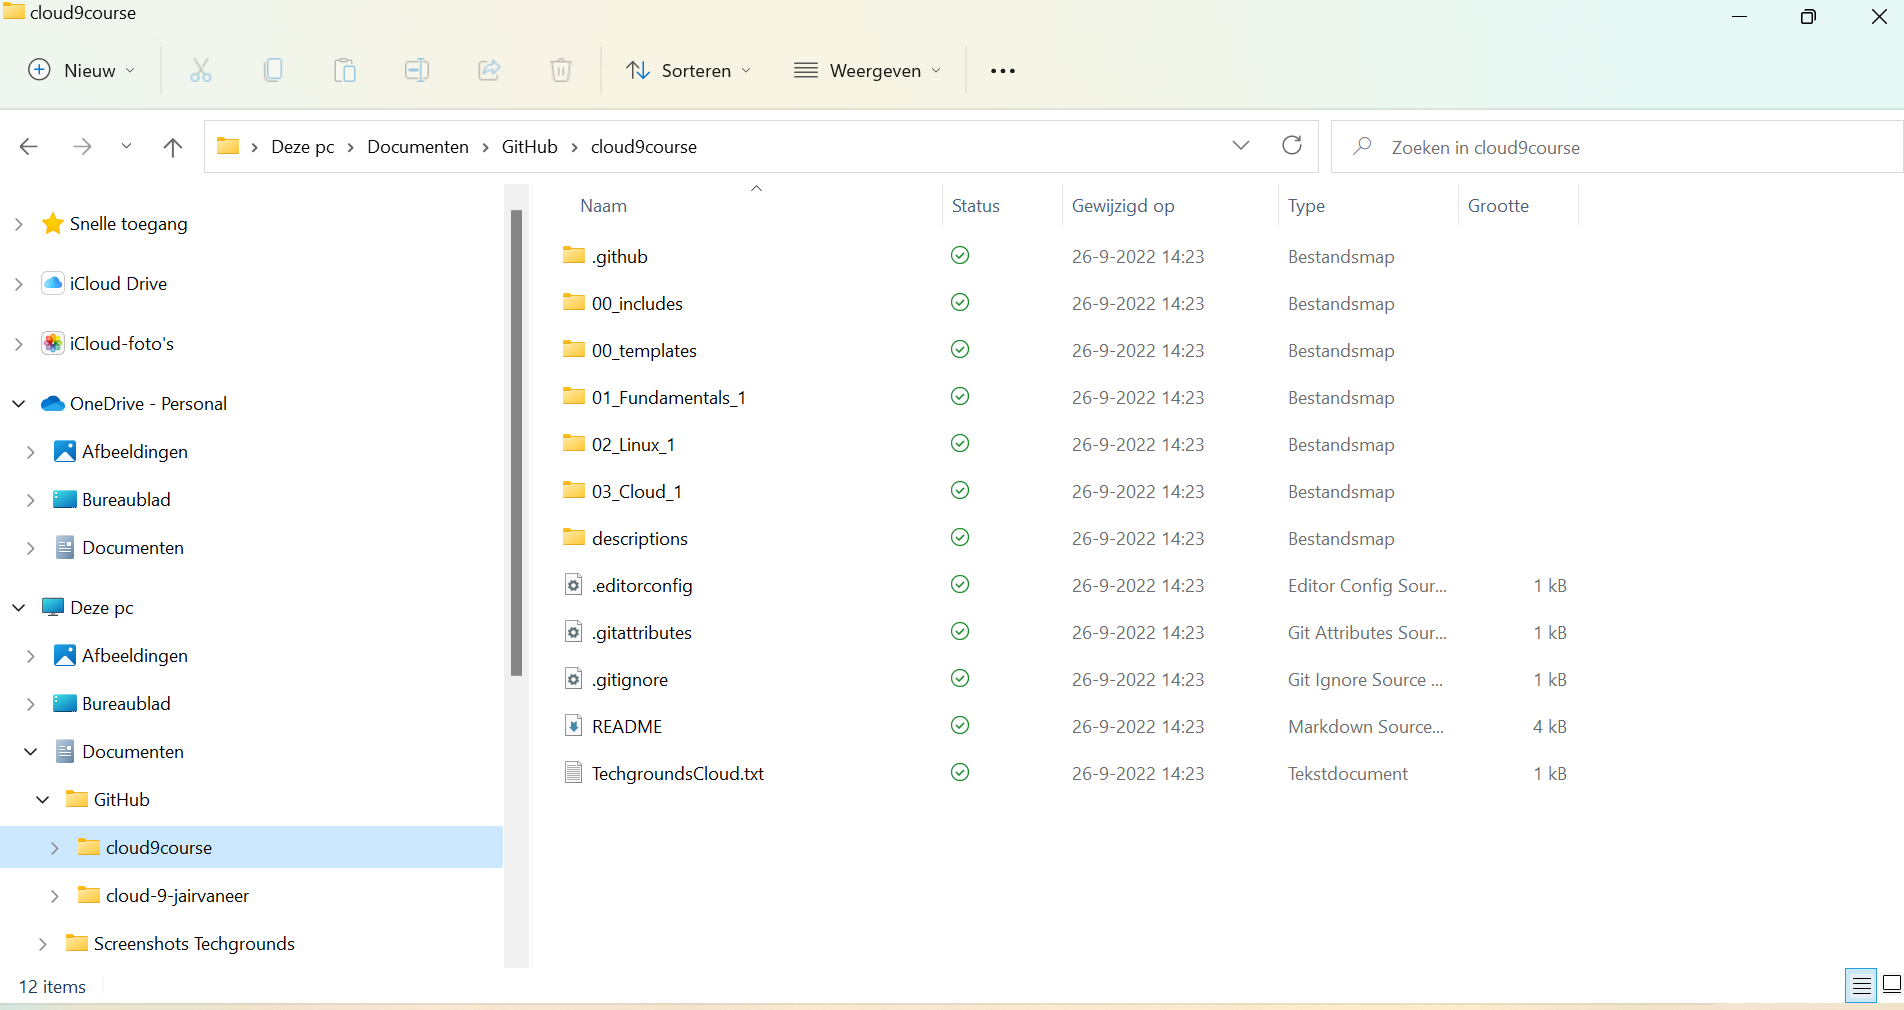 cloud9course
Nieuw Sorteren Weergeven
Deze pc Documenten GitHub cloud9course Zoeken in cloud9course
Snelle toegang
iCloud Drive
iCloud-foto's
OneDrive - Personal
Afbeeldingen
Bureaublad
Documenten
Deze pc
Afbeeldingen
Bureaublad
Documenten
GitHub
cloud9course
cloud-9-jairvaneer
Screenshots Techgrounds
Naam Status Gewijzigd op Type Grootte
.github 26-9-2022 14:23 Bestandsmap
00_includes 26-9-2022 14:23 Bestandsmap
00_templates 26-9-2022 14:23 Bestandsmap
01_Fundamentals_1 26-9-2022 14:23 Bestandsmap
02_Linux_1 26-9-2022 14:23 Bestandsmap
03_Cloud_1 26-9-2022 14:23 Bestandsmap
descriptions 26-9-2022 14:23 Bestandsmap
.editorconfig 26-9-2022 14:23 Editor Config Sour... 1 kB
.gitattributes 26-9-2022 14:23 Git Attributes Sour... 1 kB
.gitignore 26-9-2022 14:23 Git Ignore Source ... 1 kB
README 26-9-2022 14:23 Markdown Source... 4 kB
TechgroundsCloud.txt 26-9-2022 14:23 Tekstdocument 1 kB
12 items